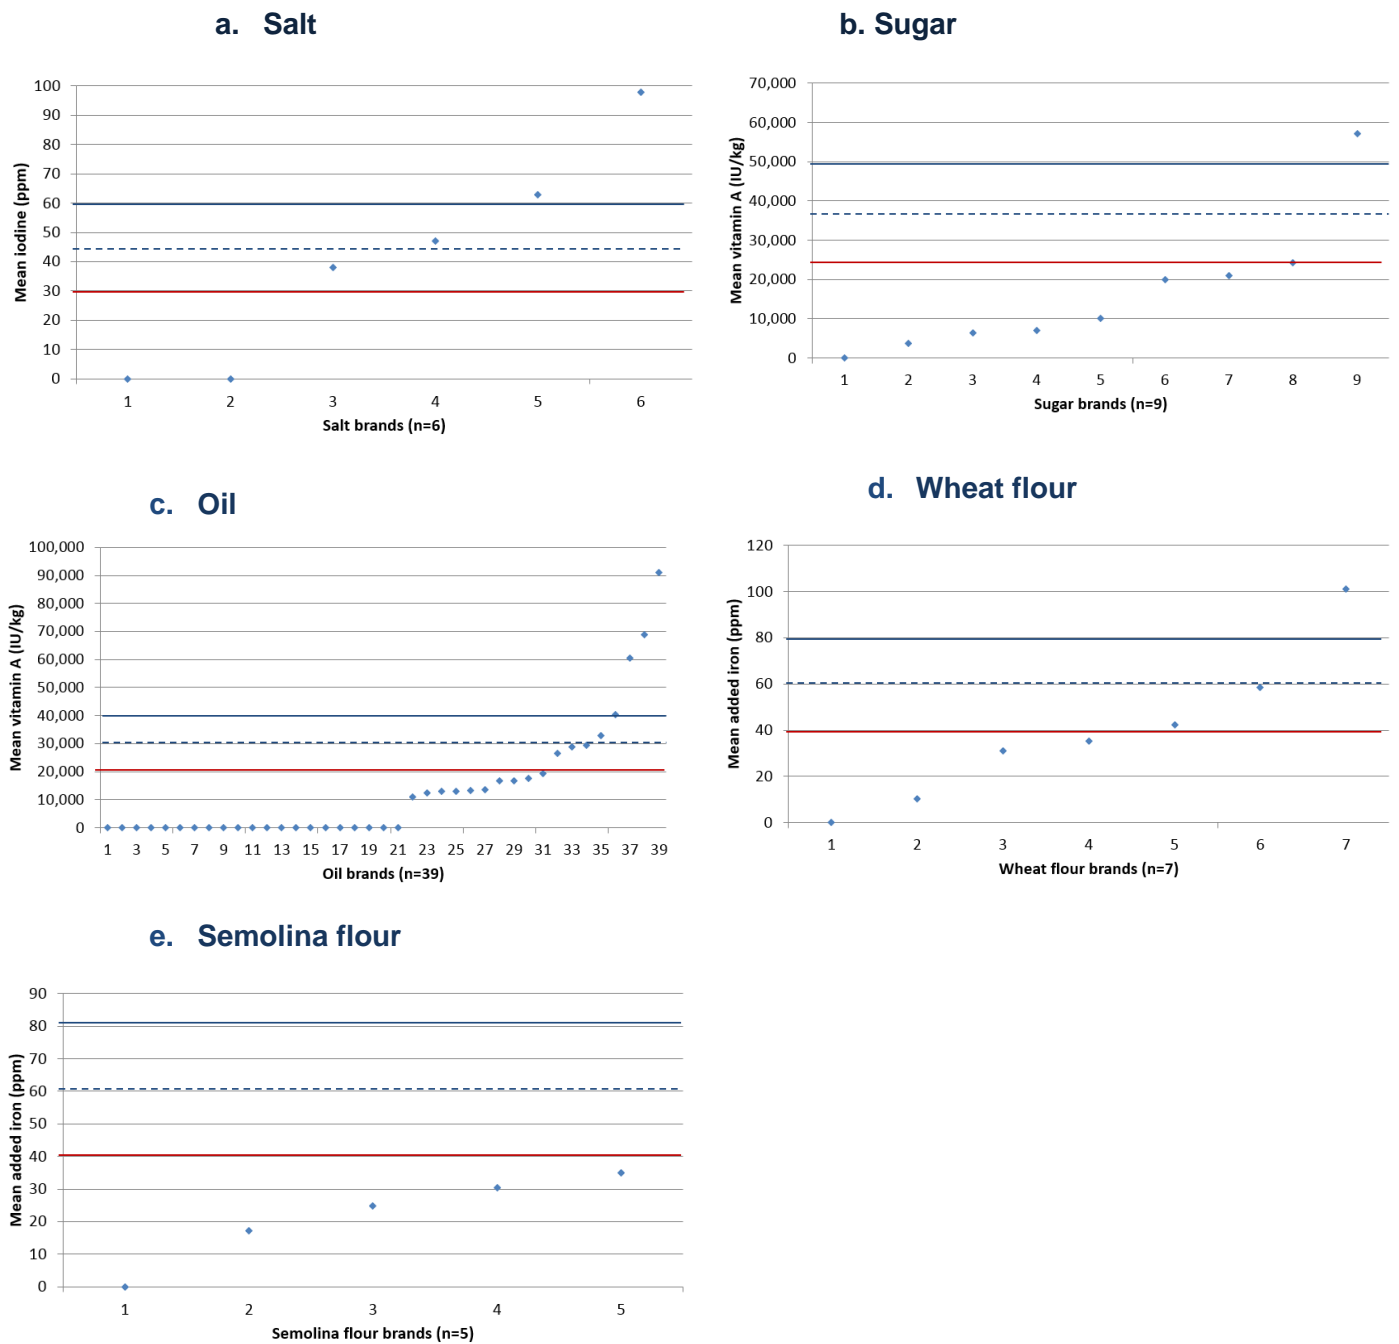 a. Salt
100
90
80
70
60
50
40
30
20
10
0
Mean iodine (ppm)
1 2 3 4 5 6
Salt brands (n=6)
b. Sugar
70,000
60,000
50,000
40,000
30,000
20,000
10,000
0
Mean vitamin A (IU/kg)
1 2 3 4 5 6 7 8 9
Sugar brands (n=9)
c. Oil
100,000
90,000
80,000
70,000
60,000
50,000
40,000
30,000
20,000
10,000
0
Mean vitamin A (IU/kg)
1 3 5 7 9 11 13 15 17 19 21 23 25 27 29 31 33 35 37 39
Oil brands (n=39)
d. Wheat flour
120
100
80
60
40
20
0
Mean added iron (ppm)
1 2 3 4 5 6 7
Wheat flour brands (n=7)
e. Semolina flour
90
80
70
60
50
40
30
20
10
0
Mean added iron (ppm)
1 2 3 4 5
Semolina flour brands (n=5)